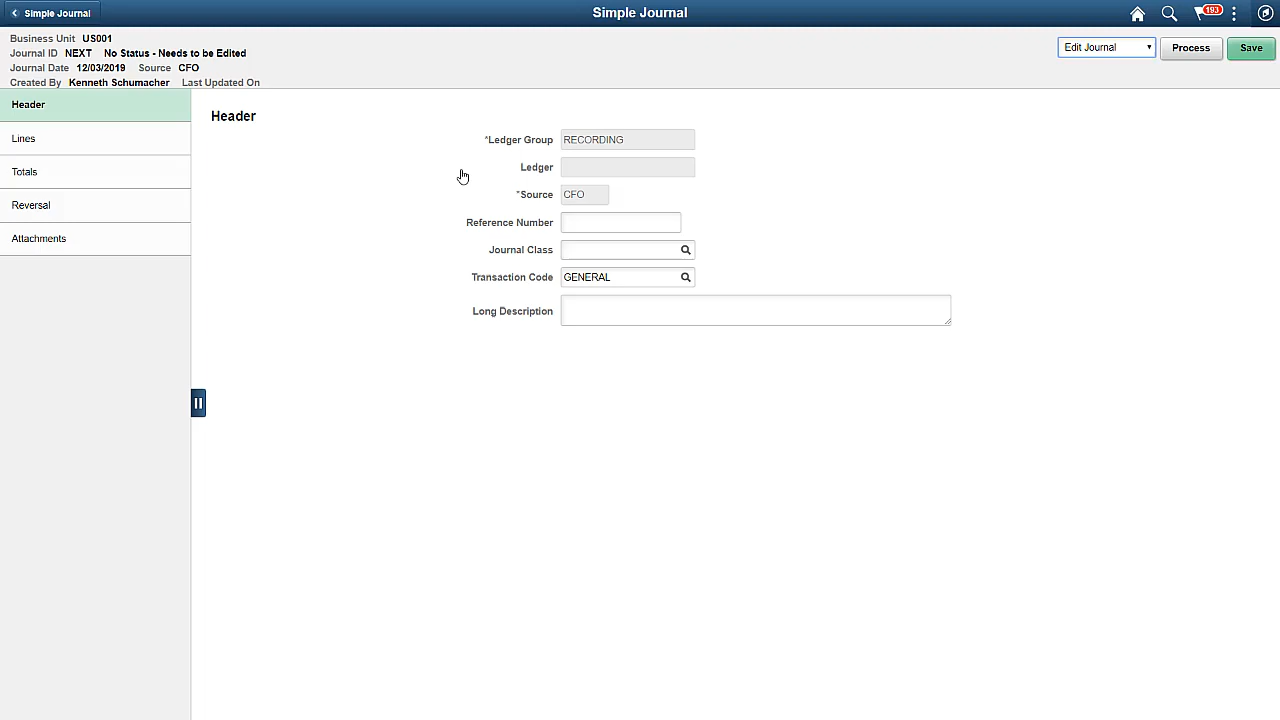 Simple Journal
Simple Journal
193
Business Unit US001
Journal ID NEXT No Status - Needs to be Edited
Journal Date 12/03/2019 Source CFO
Created By Kenneth Schumacher Last Updated On
Edit Journal
Process
Save
Header
Lines
Totals
Reversal
Attachments
Header
*Ledger Group RECORDING
Ledger
*Source CFO
Reference Number
Journal Class
Transaction Code GENERAL
Long Description